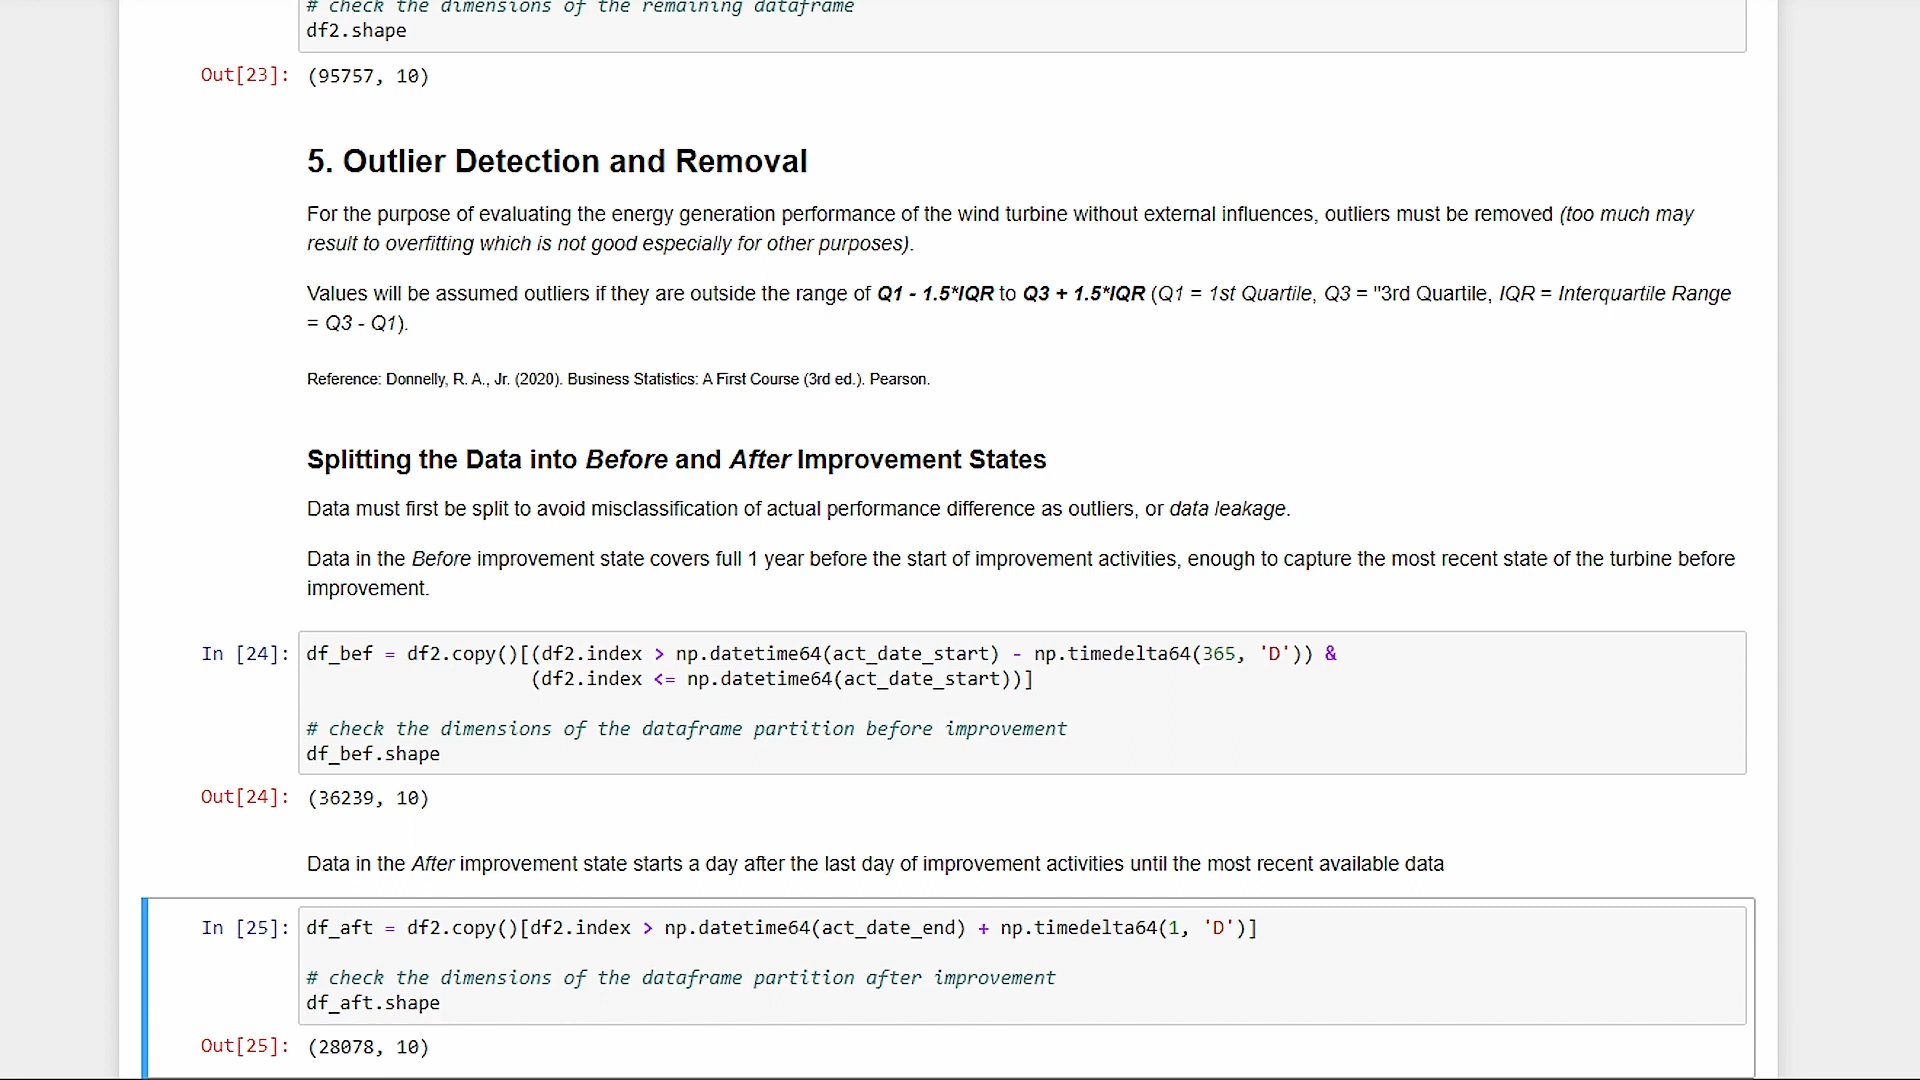 # check the dimensions of the remaining dataframe
df2.shape
Out[23]: (95757, 10)
5. Outlier Detection and Removal
For the purpose of evaluating the energy generation performance of the wind turbine without external influences, outliers must be removed (too much may
result to overfitting which is not good especially for other purposes).
Values will be assumed outliers if they are outside the range of Q1 - 1.5*IQR to Q3 + 1.5*IQR (Q1 = 1st Quartile, Q3 = "3rd Quartile, IQR = Interquartile Range
= Q3 - Q1).
Reference: Donnelly, R. A., Jr. (2020). Business Statistics: A First Course (3rd ed.). Pearson.
Splitting the Data into Before and After Improvement States
Data must first be split to avoid misclassification of actual performance difference as outliers, or data leakage.
Data in the Before improvement state covers full 1 year before the start of improvement activities, enough to capture the most recent state of the turbine before
improvement.
In [24]: df_bef = df2.copy()[(df2.index > np.datetime64(act_date_start) - np.timedelta64(365, 'D')) &
(df2.index <= np.datetime64(act_date_start))]
# check the dimensions of the dataframe partition before improvement
df_bef.shape
Out[24]: (36239, 10)
Data in the After improvement state starts a day after the last day of improvement activities until the most recent available data
In [25]: df_aft = df2.copy()[df2.index > np.datetime64(act_date_end) + np.timedelta64(1, 'D')]
# check the dimensions of the dataframe partition after improvement
df_aft.shape
Out[25]: (28078, 10)